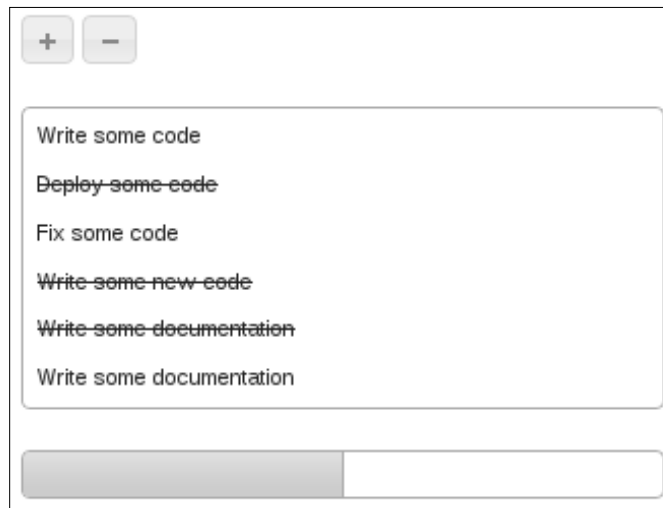 + −
Write some code
Deploy some code
Fix some code
Write some new code
Write some documentation
Write some documentation